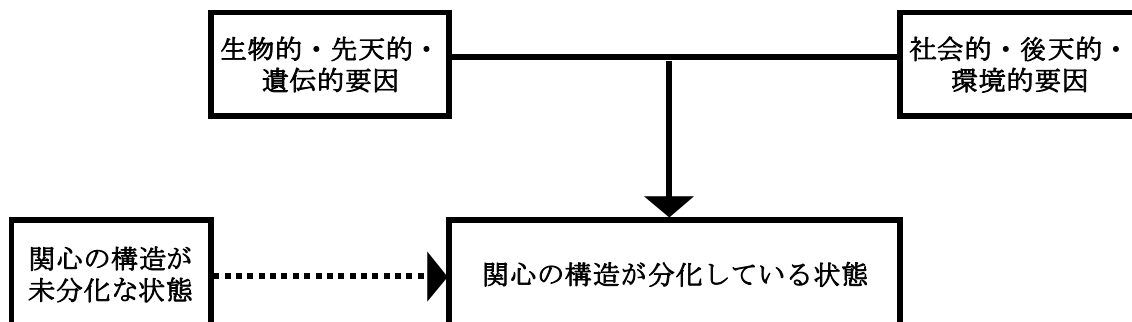 生物的・先天的・
遺伝的要因
社会的・後天的・
環境的要因
関心の構造が
未分化な状態
関心の構造が分化している状態